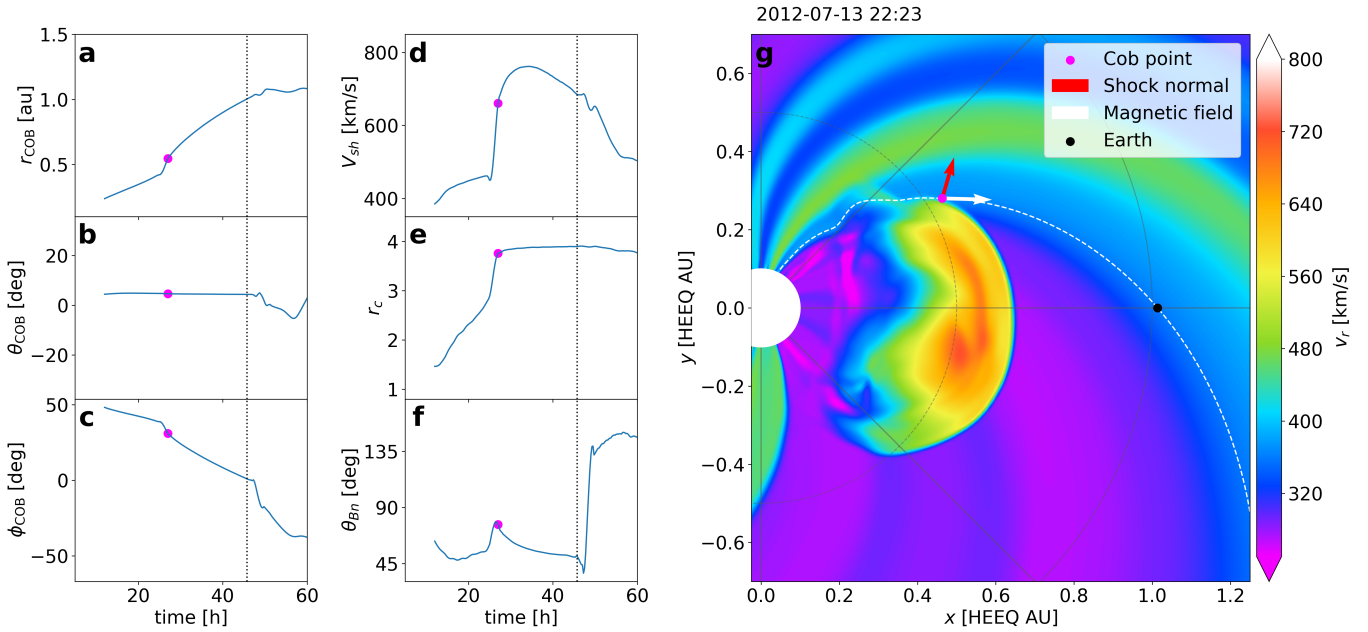 2012-07-13 22:23
a
1.5
1.0
0.5
r_COB [au]
b
20
0
−20
θ_COB [deg]
c
50
0
−50
ϕ_COB [deg]
20 40 60
time [h]
d
800
600
400
V_sh [km/s]
e
4
3
2
1
r_c
f
135
90
45
θ_Bn [deg]
20 40 60
time [h]
g
Cob point
Shock normal
Magnetic field
Earth
0.6
0.4
0.2
0.0
−0.2
−0.4
−0.6
y [HEEQ AU]
0.0 0.2 0.4 0.6 0.8 1.0 1.2
x [HEEQ AU]
800
720
640
560
480
400
320
v_r [km/s]